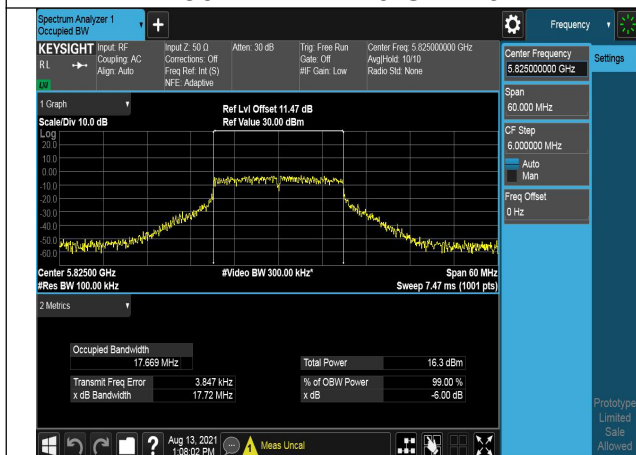 Spectrum Analyzer 1
Occupied BW
Frequency
KEYSIGHT
R L
Input: RF
Coupling: AC
Align: Auto
Input Z: 50 Ω
Corrections: Off
Freq Ref: Int (S)
NFE: Adaptive
Atten: 30 dB
Trig: Free Run
Gate: Off
#IF Gain: Low
Center Freq: 5.825000000 GHz
Avg|Hold: 10/10
Radio Std: None
LXI
1 Graph
Scale/Div 10.0 dB
Ref Lvl Offset 11.47 dB
Ref Value 30.00 dBm
Log
20.0
10.0
0.00
-10.0
-20.0
-30.0
-40.0
-50.0
-60.0
Center 5.82500 GHz
#Res BW 100.00 kHz
#Video BW 300.00 kHz*
Span 60 MHz
Sweep 7.47 ms (1001 pts)
2 Metrics
Occupied Bandwidth
17.669 MHz
Total Power 16.3 dBm
Transmit Freq Error 3.847 kHz
% of OBW Power 99.00 %
x dB Bandwidth 17.72 MHz
x dB -6.00 dB
Aug 13, 2021
1:08:02 PM
1
Meas Uncal
Center Frequency
5.825000000 GHz
Settings
Span
60.000 MHz
CF Step
6.000000 MHz
Auto
Man
Freq Offset
0 Hz
Prototype
Limited
Sale
Allowed